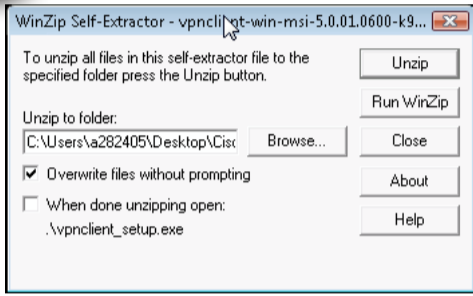 WinZip Self-Extractor - vpnclient-win-msi-5.0.01.0600-k9...
To unzip all files in this self-extractor file to the
specified folder press the Unzip button.
Unzip
Run WinZip
Unzip to folder:
C:\Users\a282405\Desktop\Cisc
Browse...
Close
Overwrite files without prompting
About
When done unzipping open:
.\vpnclient_setup.exe
Help